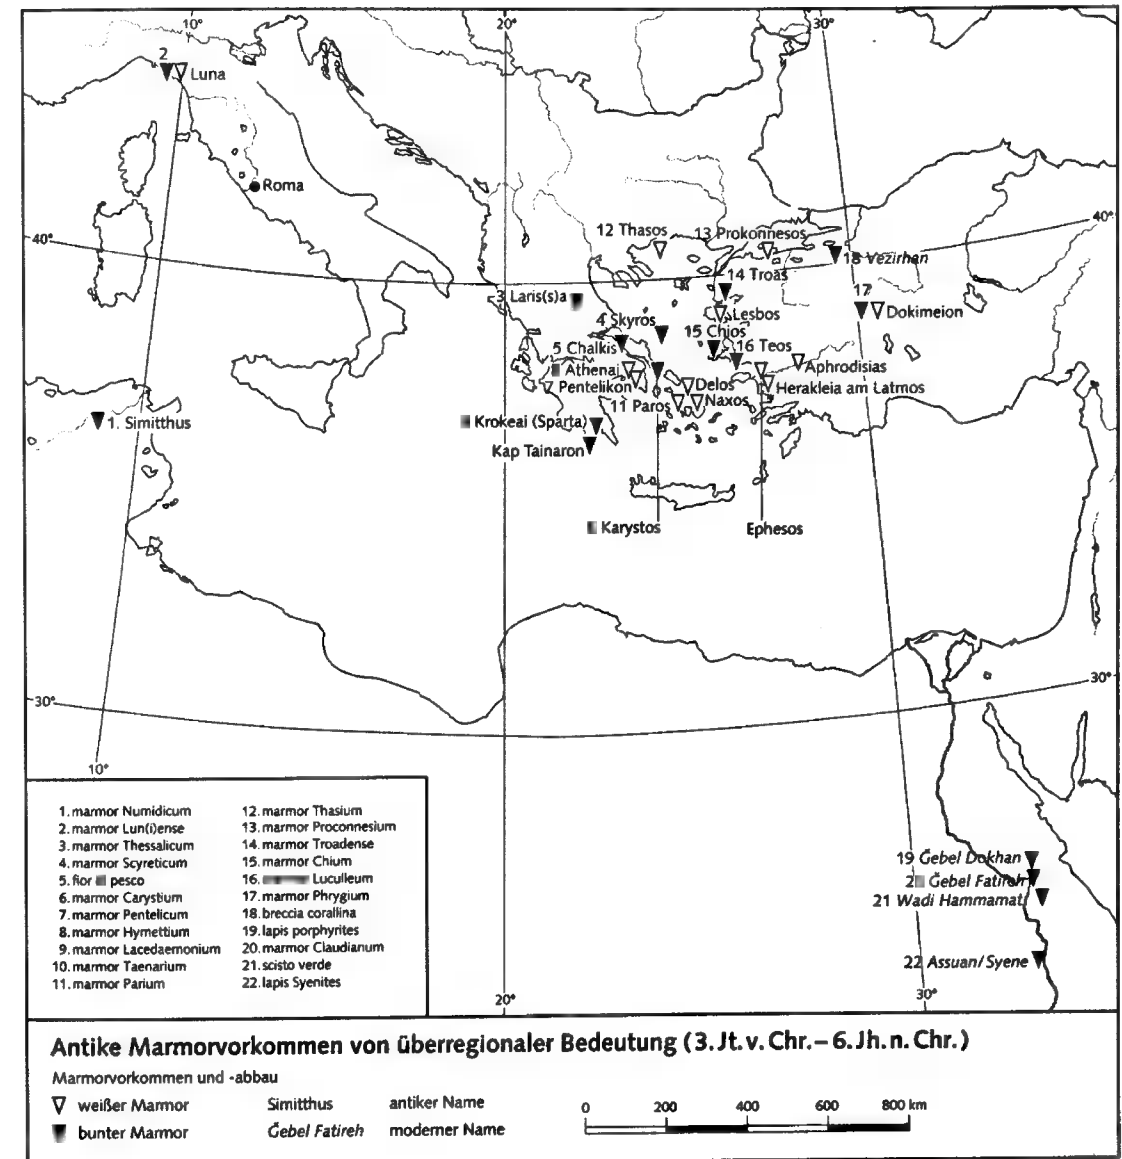 10°
20°
30°
2
Luna
Roma
40°
40°
12 Thasos
13 Prokonnesos
18 Vezirhan
14 Troas
17
3 Laris(s)a
Lesbos
Dokimeion
4 Skyros
15 Chios
5 Chalkis
16 Teos
Athenai
Aphrodisias
Pentelikon
Delos
Herakleia am Latmos
11 Paros
Naxos
1. Simitthus
Krokeai (Sparta)
Kap Tainaron
Karystos
Ephesos
30°
30°
10°
19 Ğebel Dokhan
Ğebel Fatireh
21 Wadi Hammamat
22 Assuan/Syene
20°
30°
1. marmor Numidicum
2. marmor Lun(i)ense
3. marmor Thessalicum
4. marmor Scyreticum
5. fior pesco
6. marmor Carystium
7. marmor Pentelicum
8. marmor Hymettium
9. marmor Lacedaemonium
10. marmor Taenarium
11. marmor Parium
12. marmor Thasium
13. marmor Proconnesium
14. marmor Troadense
15. marmor Chium
16. Luculleum
17. marmor Phrygium
18. breccia corallina
19. lapis porphyrites
20. marmor Claudianum
21. scisto verde
22. lapis Syenites
Antike Marmorvorkommen von überregionaler Bedeutung (3. Jt. v. Chr. – 6. Jh. n. Chr.)
Marmorvorkommen und -abbau
weißer Marmor
Simitthus
antiker Name
bunter Marmor
Ğebel Fatireh
moderner Name
0 200 400 600 800 km